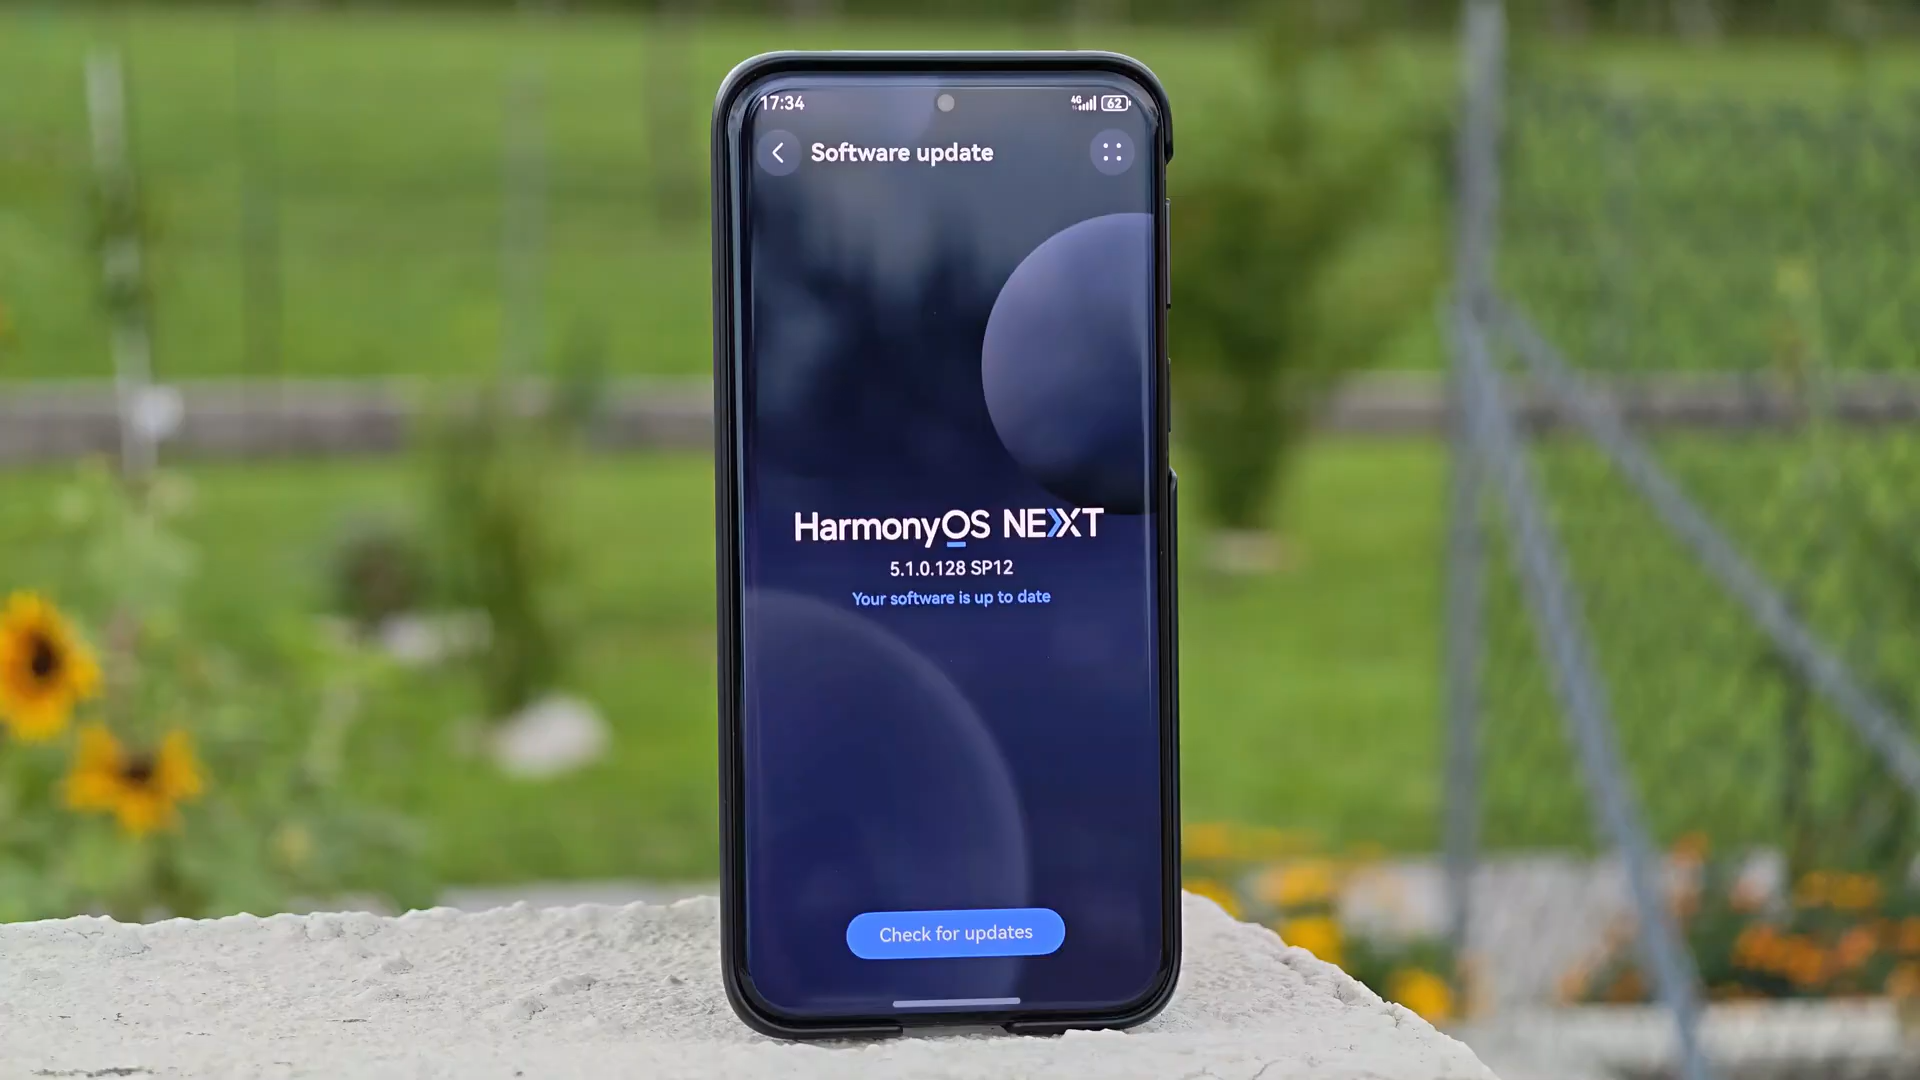 17:34
4G
62
Software update
HarmonyOS NEXT
5.1.0.128 SP12
Your software is up to date
Check for updates